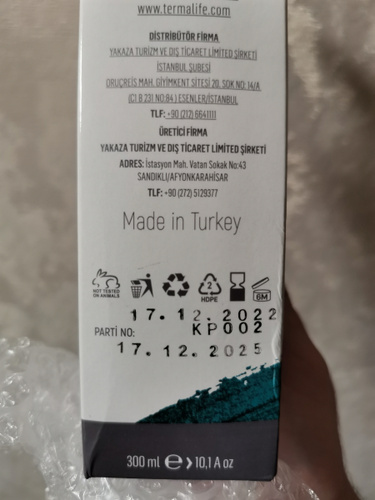 www.termalife.com
DİSTRİBÜTÖR FİRMA
YAKAZA TURİZM VE DIŞ TİCARET LİMİTED ŞİRKETİ
İSTANBUL ŞUBESİ
ORUÇREİS MAH. GİYİMKENT SİTESİ 20, SOK NO: 14/A
(C1 B 231 NO:84) ESENLER/İSTANBUL
TLF: +90 (212) 6641111
ÜRETİCİ FİRMA
YAKAZA TURİZM VE DIŞ TİCARET LİMİTED ŞİRKETİ
ADRES: İstasyon Mah. Vatan Sokak No:43
SANDIKLI/AFYONKARAHİSAR
TLF: +90 (272) 5129377
Made in Turkey
NOT TESTED
ON ANIMALS
2
HDPE
6M
17.12.2022
PARTİ NO: KP002
17.12.2025
300 ml e 10,1 A oz